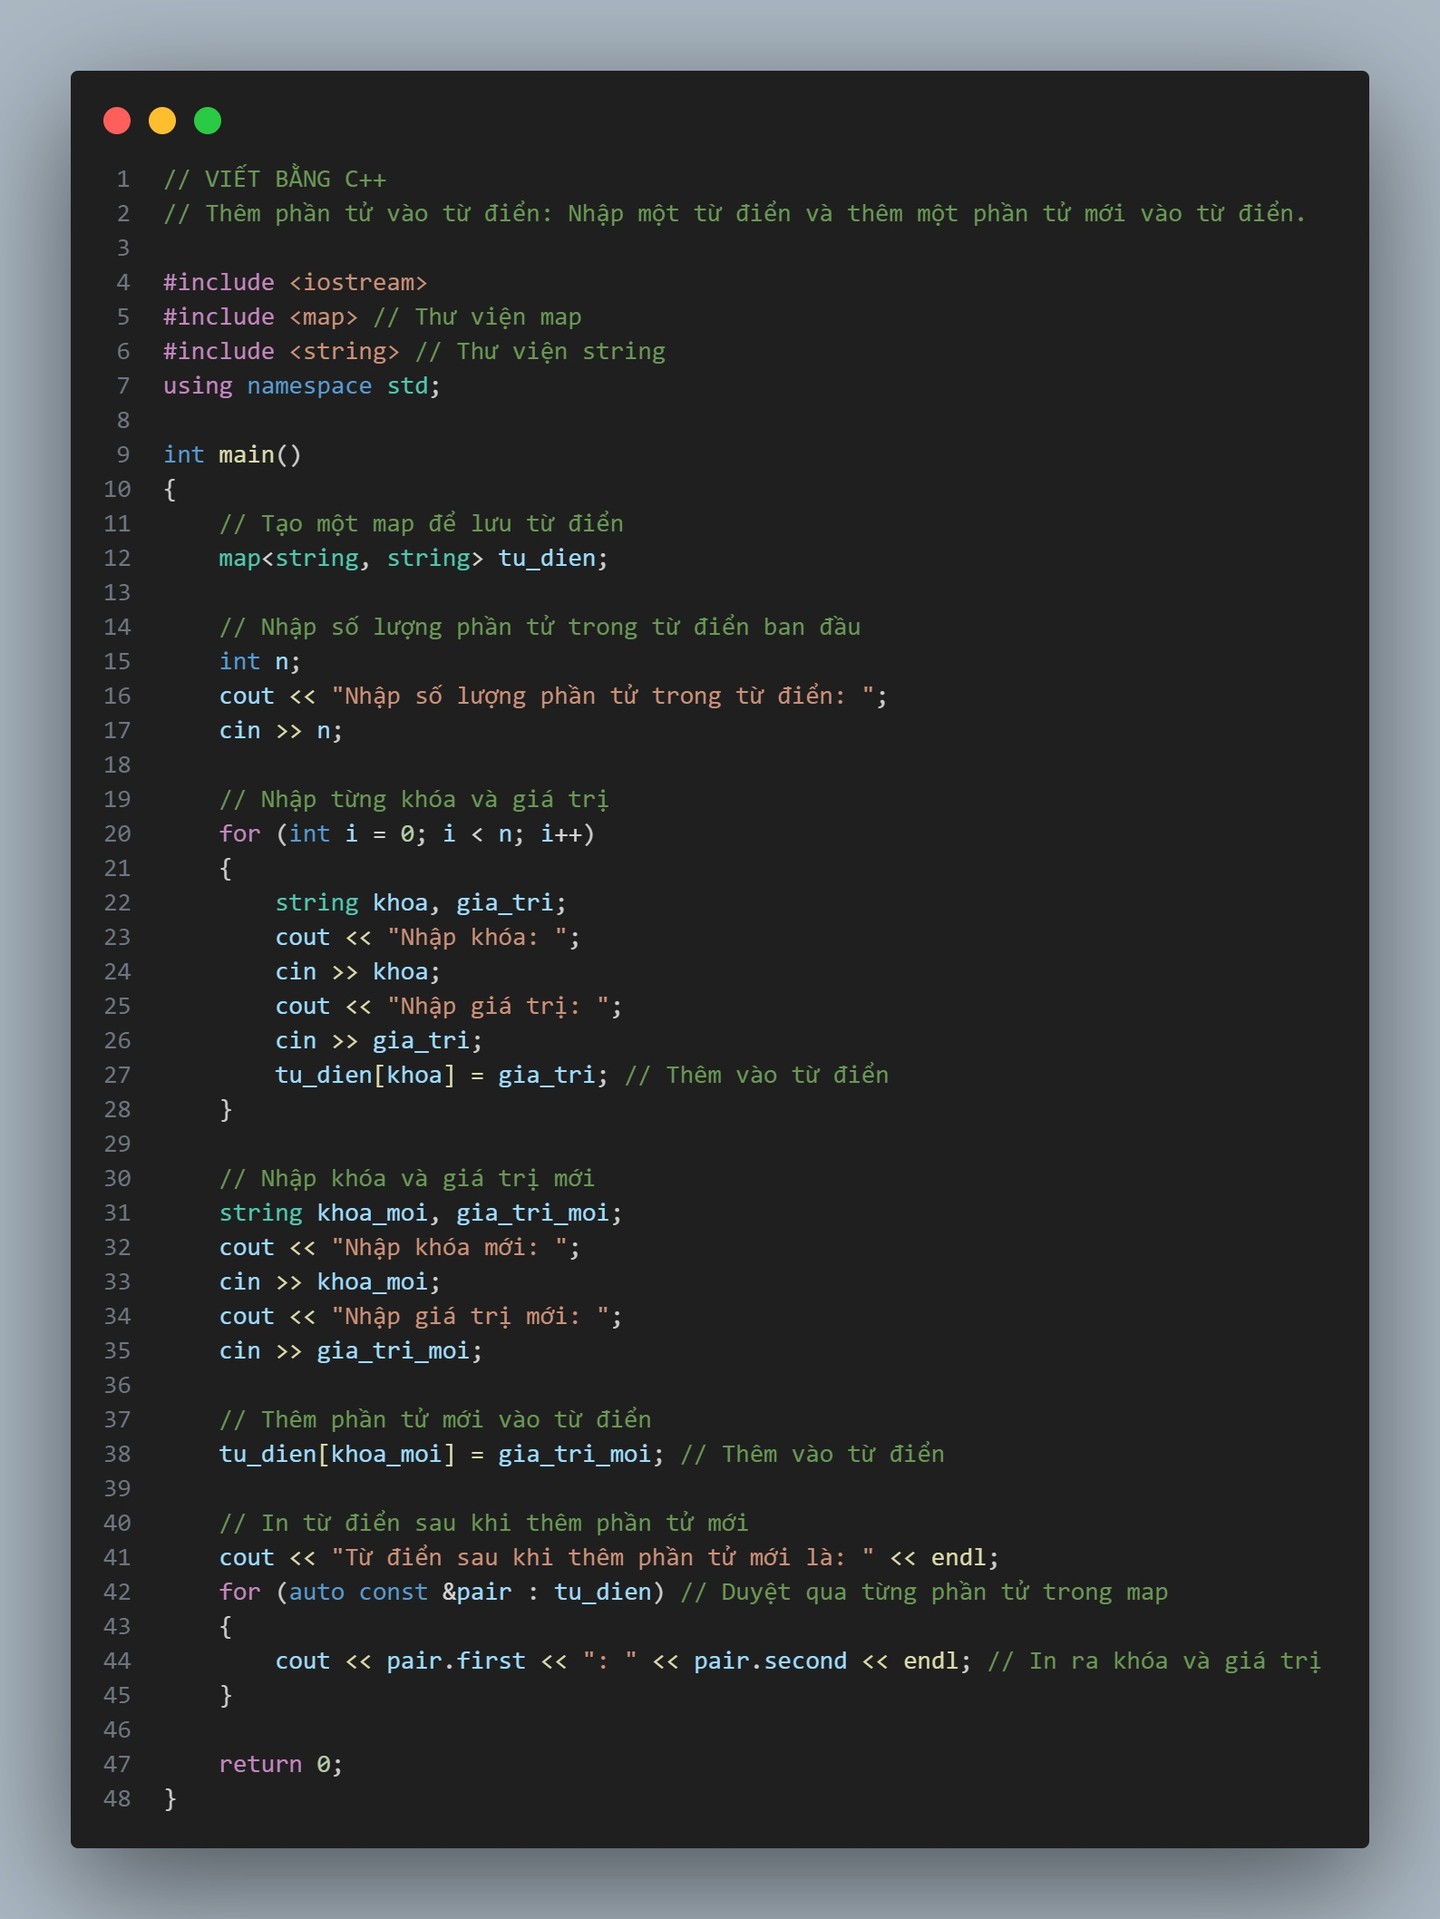 1 // VIẾT BẰNG C++
2 // Thêm phần tử vào từ điển: Nhập một từ điển và thêm một phần tử mới vào từ điển.
3
4 #include <iostream>
5 #include <map> // Thư viện map
6 #include <string> // Thư viện string
7 using namespace std;
8
9 int main()
10 {
11     // Tạo một map để lưu từ điển
12     map<string, string> tu_dien;
13
14     // Nhập số lượng phần tử trong từ điển ban đầu
15     int n;
16     cout << "Nhập số lượng phần tử trong từ điển: ";
17     cin >> n;
18
19     // Nhập từng khóa và giá trị
20     for (int i = 0; i < n; i++)
21     {
22         string khoa, gia_tri;
23         cout << "Nhập khóa: ";
24         cin >> khoa;
25         cout << "Nhập giá trị: ";
26         cin >> gia_tri;
27         tu_dien[khoa] = gia_tri; // Thêm vào từ điển
28     }
29
30     // Nhập khóa và giá trị mới
31     string khoa_moi, gia_tri_moi;
32     cout << "Nhập khóa mới: ";
33     cin >> khoa_moi;
34     cout << "Nhập giá trị mới: ";
35     cin >> gia_tri_moi;
36
37     // Thêm phần tử mới vào từ điển
38     tu_dien[khoa_moi] = gia_tri_moi; // Thêm vào từ điển
39
40     // In từ điển sau khi thêm phần tử mới
41     cout << "Từ điển sau khi thêm phần tử mới là: " << endl;
42     for (auto const &pair : tu_dien) // Duyệt qua từng phần tử trong map
43     {
44         cout << pair.first << ": " << pair.second << endl; // In ra khóa và giá trị
45     }
46
47     return 0;
48 }